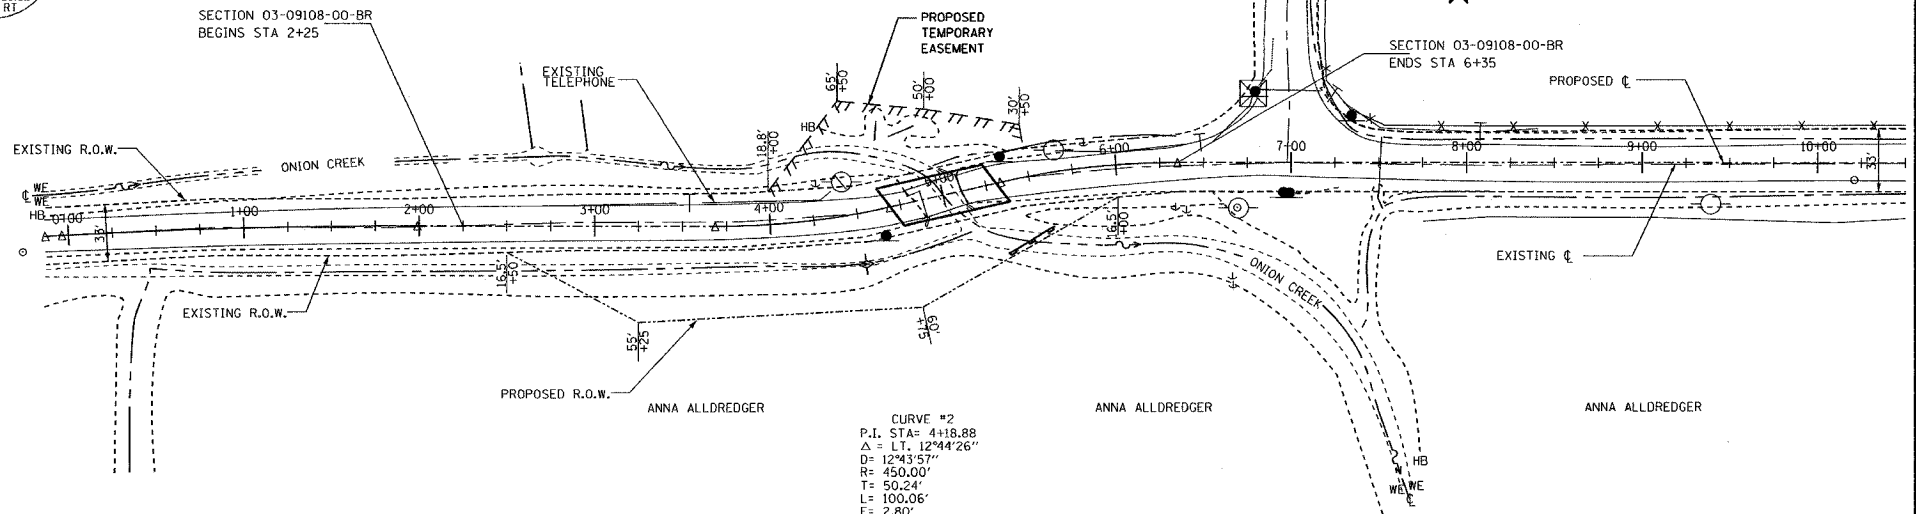 RT
SECTION 03-09108-00-BR
BEGINS STA 2+25
PROPOSED
TEMPORARY
EASEMENT
SECTION 03-09108-00-BR
ENDS STA 6+35
EXISTING
TELEPHONE
PROPOSED ℄
65'
+50
50'
+00
30'
+50
HB
18.8'
+00
EXISTING R.O.W.
ONION CREEK
℄ WE
WE
HB
0+00
1+00
2+00
3+00
4+00
6+00
7+00
8+00
9+00
10+00
33'
33'
16.5'
+50
16.5'
+00
EXISTING ℄
ONION CREEK
EXISTING R.O.W.
55'
+25
60'
+75
PROPOSED R.O.W.
ANNA ALLDREDGER
ANNA ALLDREDGER
ANNA ALLDREDGER
CURVE #2
P.I. STA= 4+18.88
Δ = LT. 12°44'26"
D= 12°43'57"
R= 450.00'
T= 50.24'
L= 100.06'
E= 2.80'
HB
WE
WE
℄